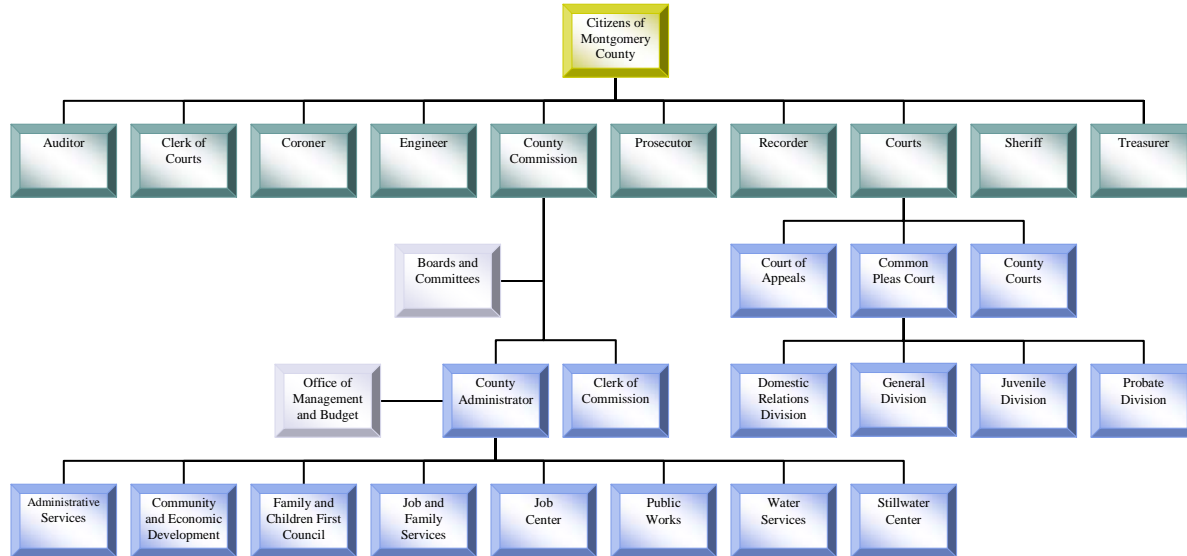 Citizens of
Montgomery
County
Auditor
Clerk of
Courts
Coroner
Engineer
County
Commission
Prosecutor
Recorder
Courts
Sheriff
Treasurer
Boards and
Committees
Court of
Appeals
Common
Pleas Court
County
Courts
Office of
Management
and Budget
County
Administrator
Clerk of
Commission
Domestic
Relations
Division
General
Division
Juvenile
Division
Probate
Division
Administrative
Services
Community
and Economic
Development
Family and
Children First
Council
Job and
Family
Services
Job
Center
Public
Works
Water
Services
Stillwater
Center